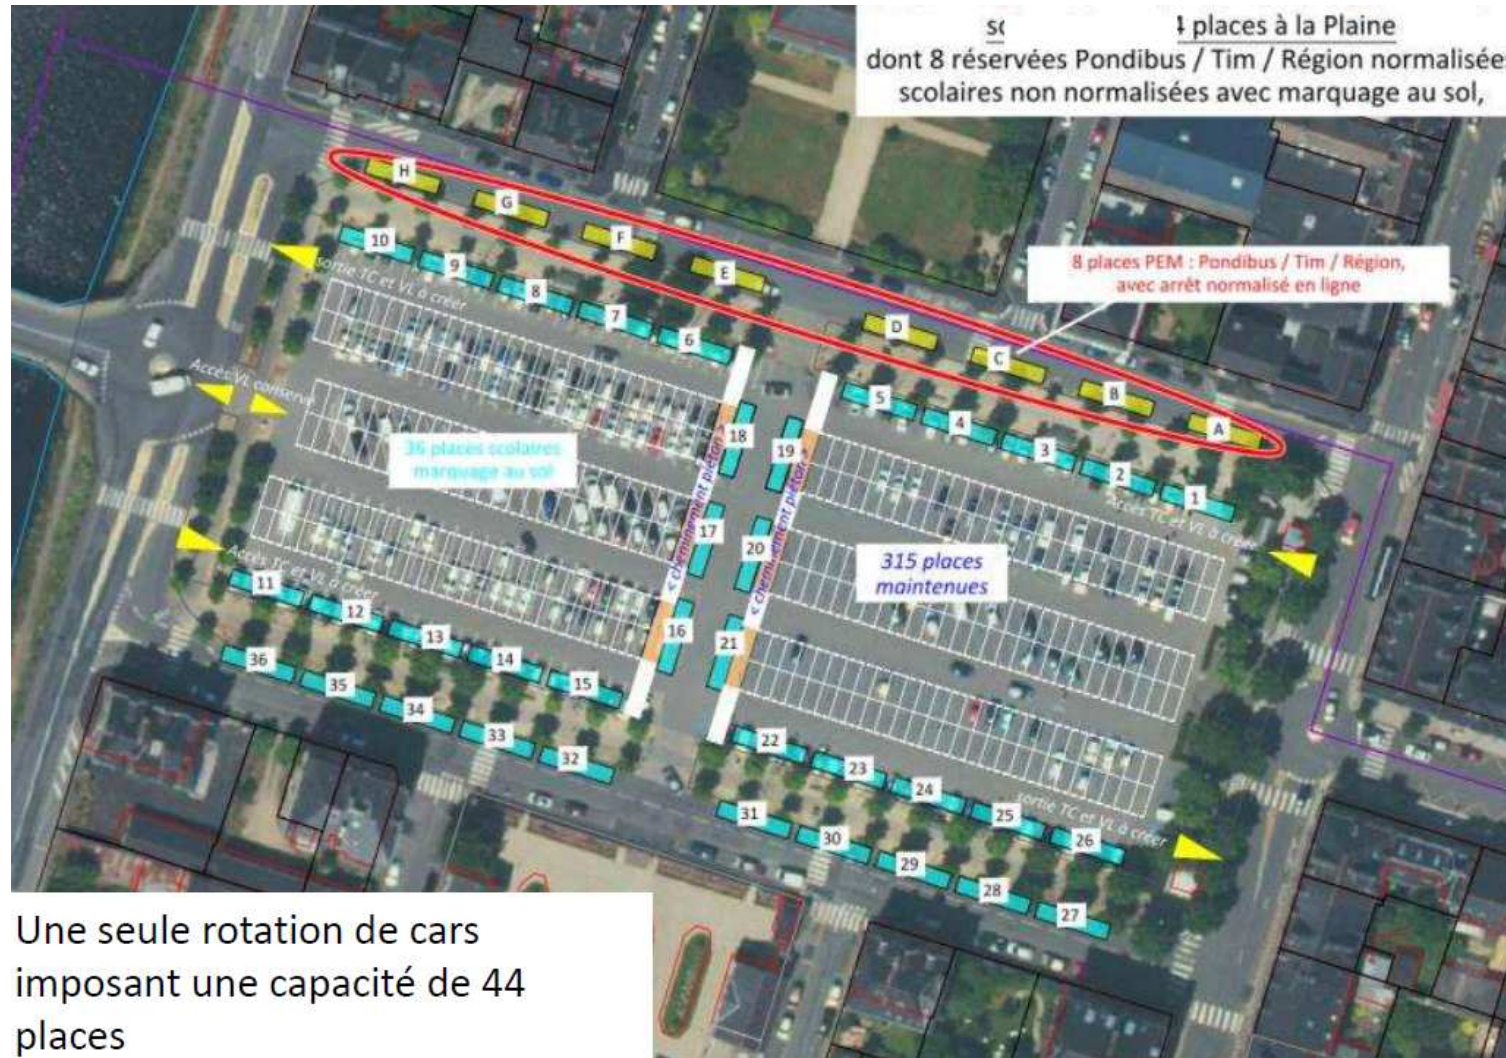 places à la Plaine
dont 8 réservées Pondibus / Tim / Région normalisée
scolaires non normalisées avec marquage au sol,
H
G
F
E
8 places PEM : Pondibus / Tim / Région,
avec arrêt normalisé en ligne
D
C
B
A
10
9
8
7
6
sortie TC et VL à créer
5
4
3
2
1
Accès TC et VL à créer
Accès VL conservé
36 places scolaires
marquage au sol
18
19
17
20
16
21
< cheminement piéton >
< cheminement piéton >
315 places
maintenues
Accès TC et VL à créer
11
12
13
14
15
36
35
34
33
32
22
23
24
25
26
sortie TC et VL à créer
31
30
29
28
27
Une seule rotation de cars
imposant une capacité de 44
places